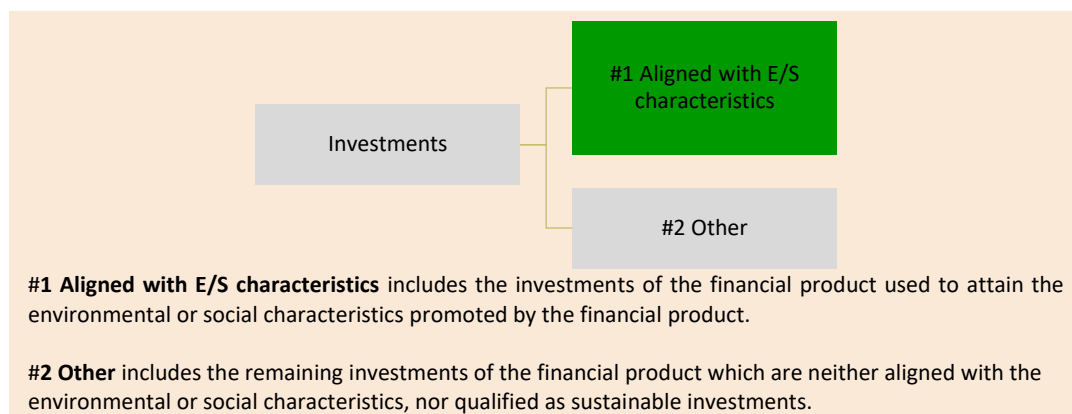 #1 Aligned with E/S
characteristics
Investments
#2 Other
#1 Aligned with E/S characteristics includes the investments of the financial product used to attain the
environmental or social characteristics promoted by the financial product.
#2 Other includes the remaining investments of the financial product which are neither aligned with the
environmental or social characteristics, nor qualified as sustainable investments.